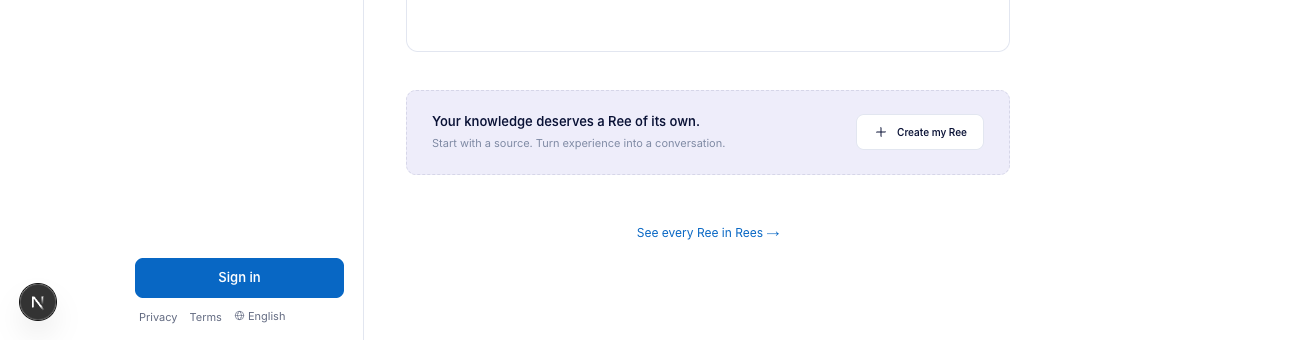 Your knowledge deserves a Ree of its own.
Start with a source. Turn experience into a conversation.
Create my Ree
See every Ree in Rees →
Sign in
N
Privacy Terms English